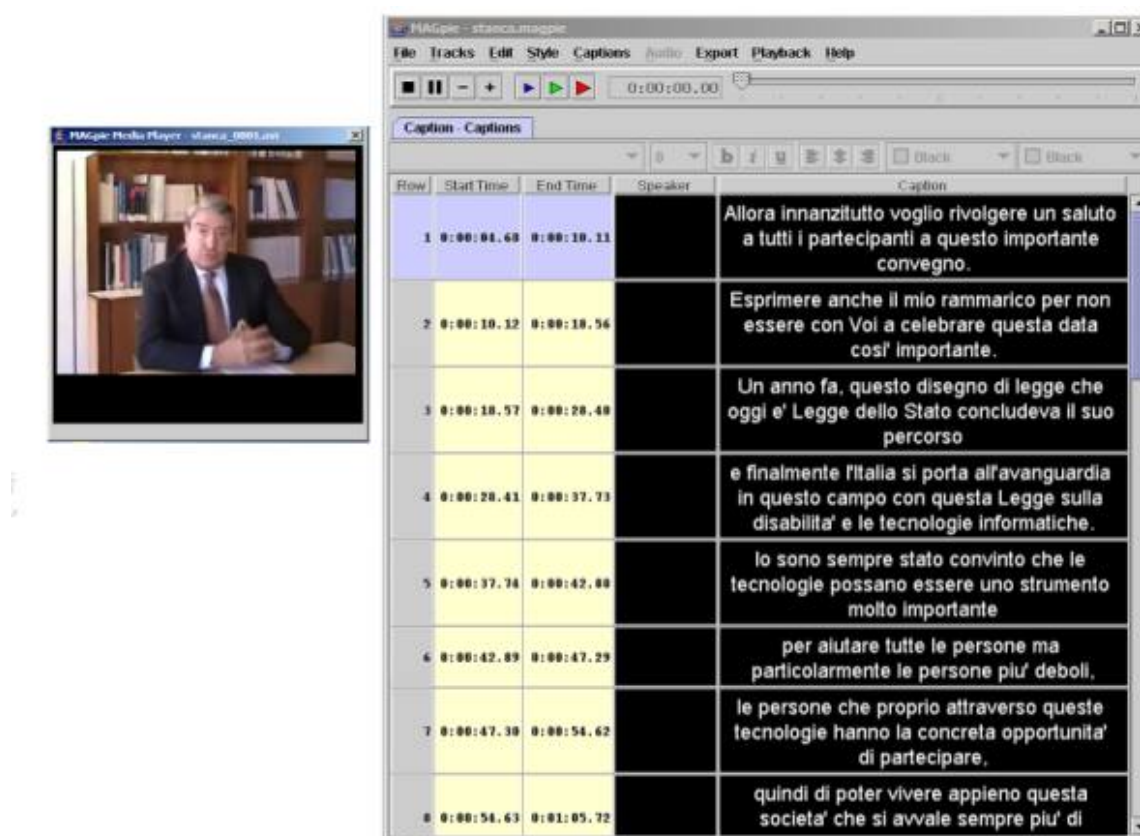 MAGpie - stanca.magpie
File Tracks Edit Style Captions Audio Export Playback Help
0:00:00.00
MAGpie Media Player - stanca_0001.avi
Caption - Captions
b i u Black Black
Row Start Time End Time Speaker Caption
Allora innanzitutto voglio rivolgere un saluto
1 0:00:04.68 0:00:10.11 a tutti i partecipanti a questo importante
convegno.
Esprimere anche il mio rammarico per non
2 0:00:10.12 0:00:18.56 essere con Voi a celebrare questa data
cosi' importante.
Un anno fa, questo disegno di legge che
3 0:00:18.57 0:00:28.40 oggi e' Legge dello Stato concludeva il suo
percorso
e finalmente l'Italia si porta all'avanguardia
4 0:00:28.41 0:00:37.73 in questo campo con questa Legge sulla
disabilita' e le tecnologie informatiche.
Io sono sempre stato convinto che le
5 0:00:37.74 0:00:42.08 tecnologie possano essere uno strumento
molto importante
per aiutare tutte le persone ma
6 0:00:42.09 0:00:47.29 particolarmente le persone piu' deboli,
le persone che proprio attraverso queste
7 0:00:47.30 0:00:54.62 tecnologie hanno la concreta opportunita'
di partecipare,
quindi di poter vivere appieno questa
8 0:00:54.63 0:01:05.72 societa' che si avvale sempre piu' di